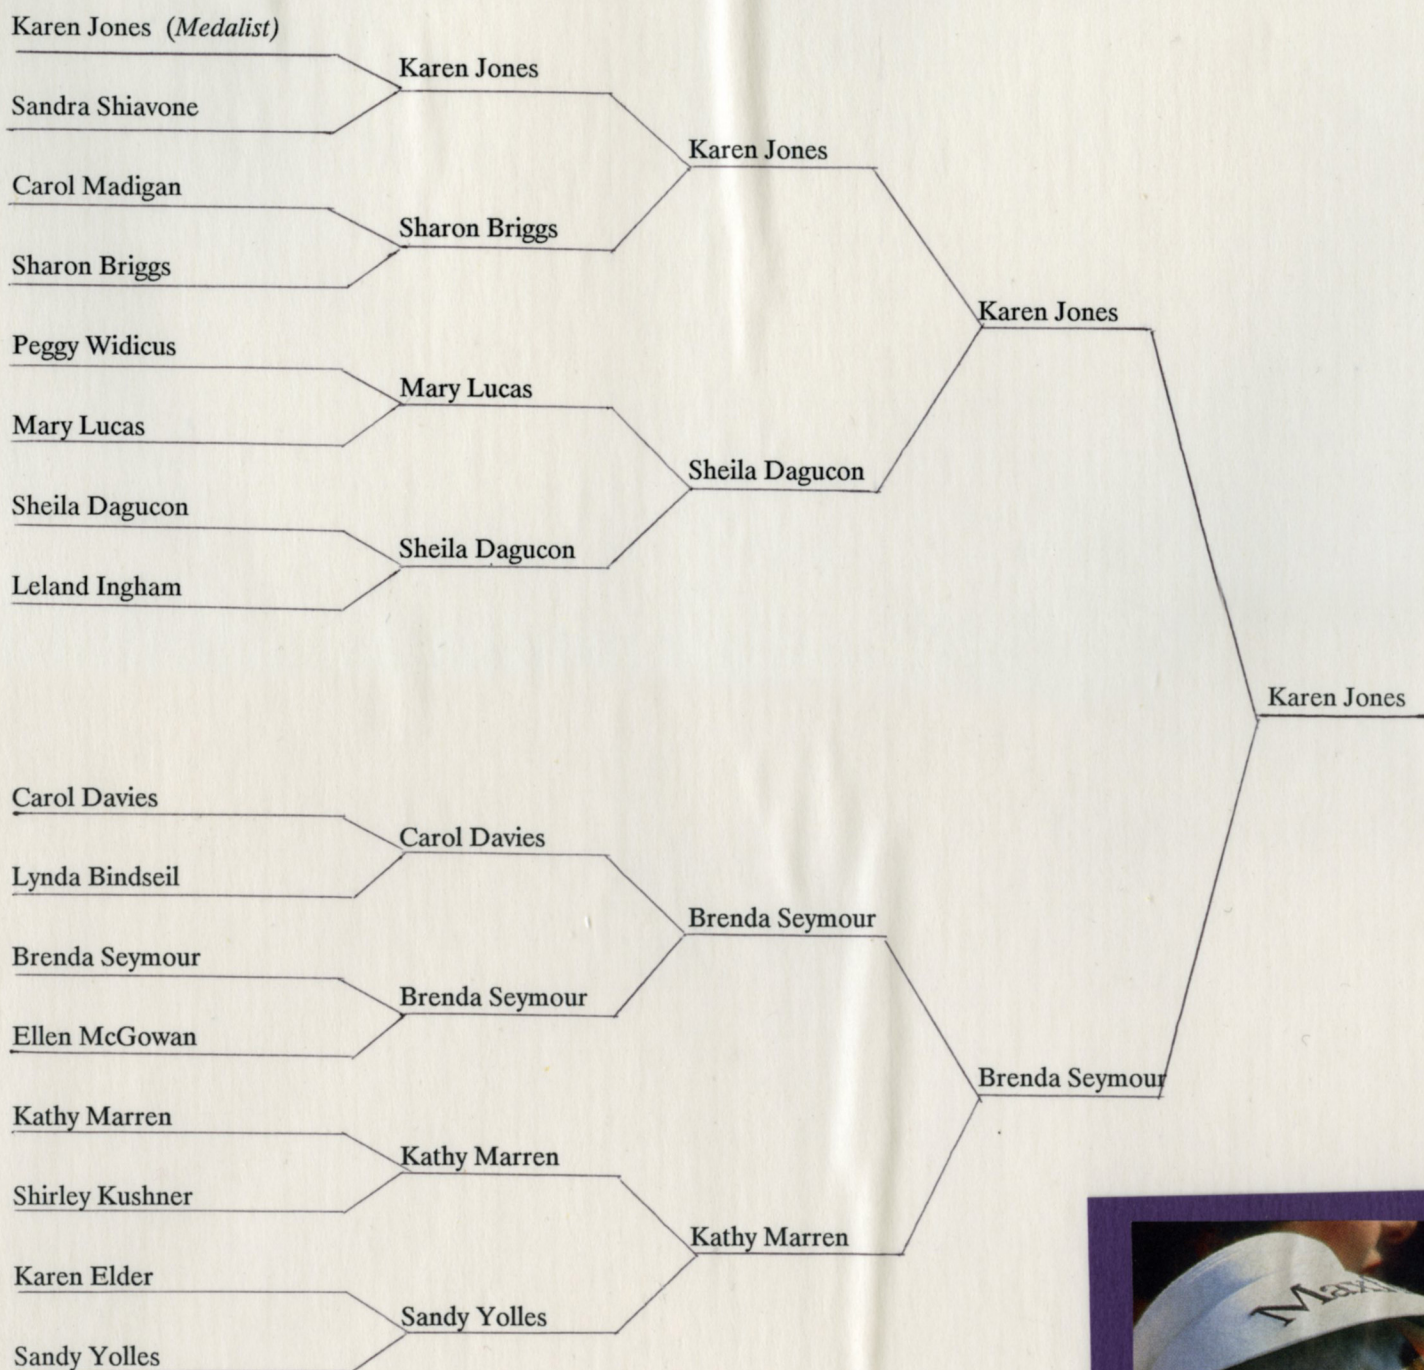 Karen Jones (Medalist)
Sandra Shiavone
Carol Madigan
Sharon Briggs
Peggy Widicus
Mary Lucas
Sheila Dagucon
Leland Ingham
Carol Davies
Lynda Bindseil
Brenda Seymour
Ellen McGowan
Kathy Marren
Shirley Kushner
Karen Elder
Sandy Yolles
Karen Jones
Sharon Briggs
Mary Lucas
Sheila Dagucon
Carol Davies
Brenda Seymour
Kathy Marren
Sandy Yolles
Karen Jones
Sheila Dagucon
Brenda Seymour
Kathy Marren
Karen Jones
Brenda Seymour
Karen Jones